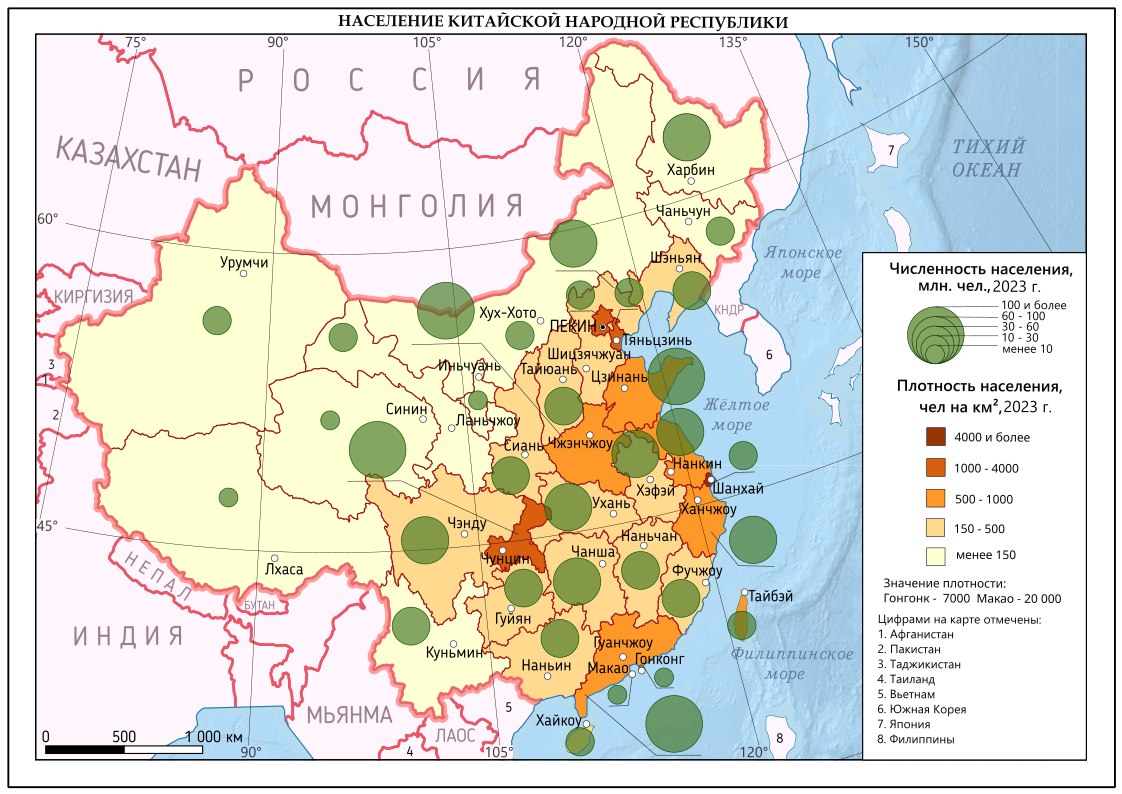 НАСЕЛЕНИЕ КИТАЙСКОЙ НАРОДНОЙ РЕСПУБЛИКИ
75°
90°
105°
120°
135°
150°
РОССИЯ
КАЗАХСТАН
МОНГОЛИЯ
Харбин
7
ТИХИЙ
ОКЕАН
60°
Чаньчун
Урумчи
Шэньян
Японское
море
КИРГИЗИЯ
Хух-Хото
ПЕКИН
КНДР
Тяньцзинь
6
Шицзячжуан
3
Тайюань
Цзинань
Иньчуань
1
2
Синин
Ланьчжоу
Жёлтое
море
Сиань
Чжэнчжоу
Нанкин
Хэфэй
Шанхай
Ухань
Ханчжоу
45°
Чэнду
Наньчан
Чунцин
Чанша
Фучжоу
Лхаса
НЕПАЛ
БУТАН
Тайбэй
ИНДИЯ
Гуйян
Куньмин
Гуанчжоу
Наньин
Макао
Гонконг
Филиппинское
море
5
МЬЯНМА
Хайкоу
ЛАОС
4
8
0
500
1 000 км
90°
105°
120°
Численность населения,
млн. чел., 2023 г.
100 и более
60 - 100
30 - 60
10 - 30
менее 10
Плотность населения,
чел на км², 2023 г.
4000 и более
1000 - 4000
500 - 1000
150 - 500
менее 150
Значение плотности:
Гонгонк - 7000 Макао - 20 000
Цифрами на карте отмечены:
1. Афганистан
2. Пакистан
3. Таджикистан
4. Таиланд
5. Вьетнам
6. Южная Корея
7. Япония
8. Филиппины